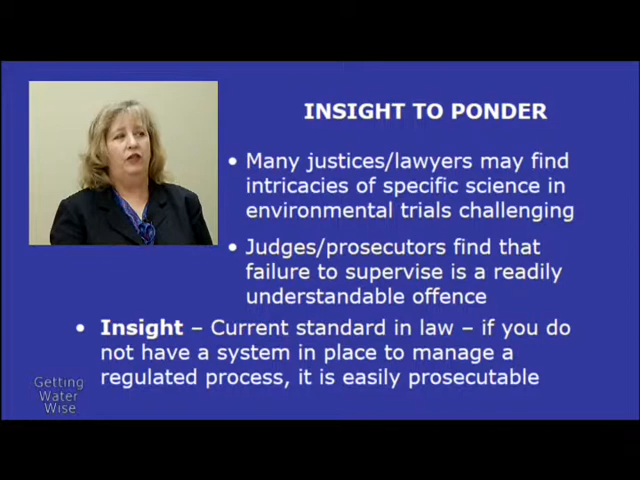 INSIGHT TO PONDER
• Many justices/lawyers may find
intricacies of specific science in
environmental trials challenging
• Judges/prosecutors find that
failure to supervise is a readily
understandable offence
• Insight – Current standard in law – if you do
not have a system in place to manage a
regulated process, it is easily prosecutable
Getting
Water
Wise